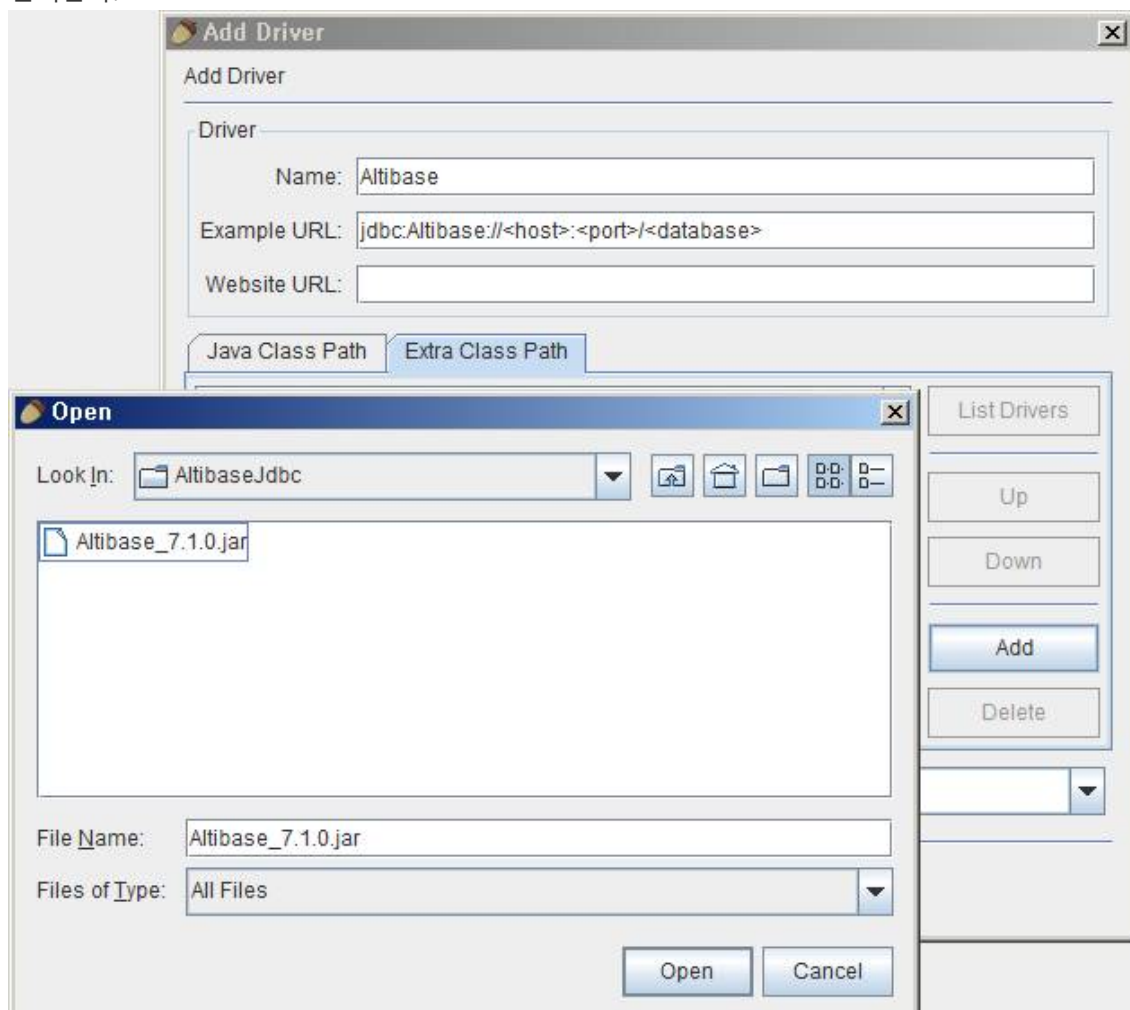 Add Driver
Add Driver
Driver
Name: Altibase
Example URL: jdbc:Altibase://<host>:<port>/<database>
Website URL:
Java Class Path Extra Class Path
List Drivers
Up
Down
Add
Delete
Open
Look In: AltibaseJdbc
Altibase_7.1.0.jar
File Name: Altibase_7.1.0.jar
Files of Type: All Files
Open Cancel